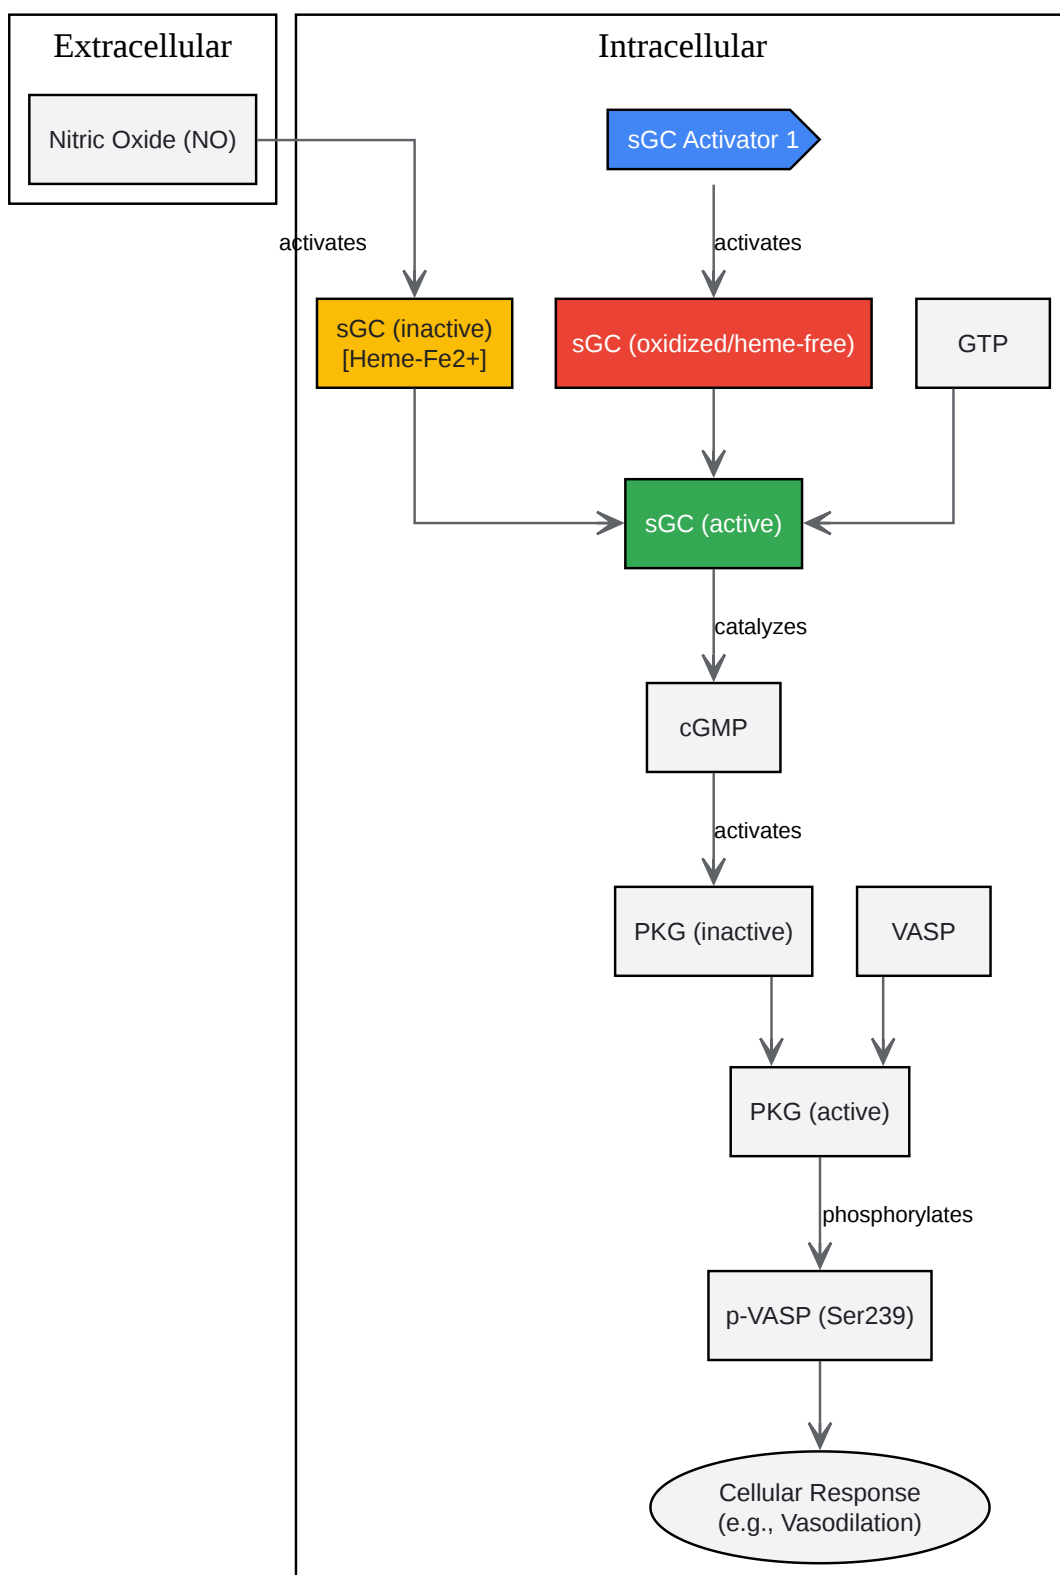 Extracellular
Intracellular
Nitric Oxide (NO)
sGC Activator 1
activates
activates
sGC (inactive)
[Heme-Fe2+]
sGC (oxidized/heme-free)
GTP
sGC (active)
catalyzes
cGMP
activates
PKG (inactive)
VASP
PKG (active)
phosphorylates
p-VASP (Ser239)
Cellular Response
(e.g., Vasodilation)